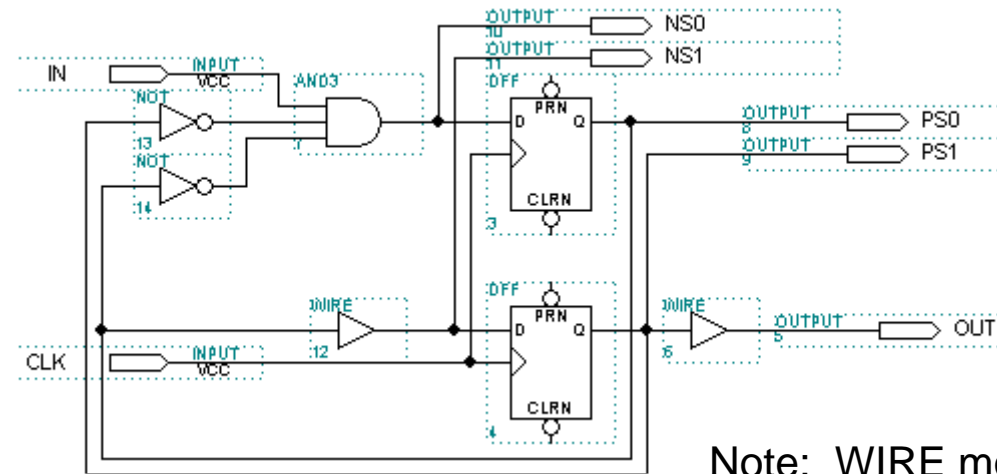 OUTPUT
10
NS0
OUTPUT
11
NS1
IN
INPUT
VCC
AND3
7
NOT
13
NOT
14
DFF
PRN
D
Q
CLRN
3
OUTPUT
8
PS0
OUTPUT
9
PS1
WIRE
12
DFF
PRN
D
Q
CLRN
4
WIRE
6
OUTPUT
5
OUT
CLK
INPUT
VCC
Note: WIRE mo